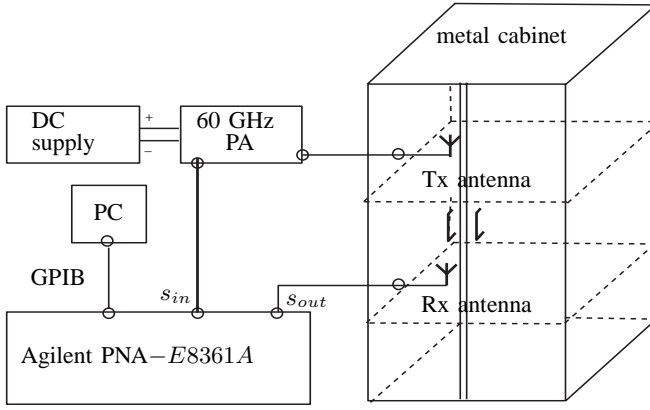 metal cabinet
DC
supply
+
−
60 GHz
PA
Tx antenna
PC
GPIB
s_in
s_out
Rx antenna
Agilent PNA−E8361A